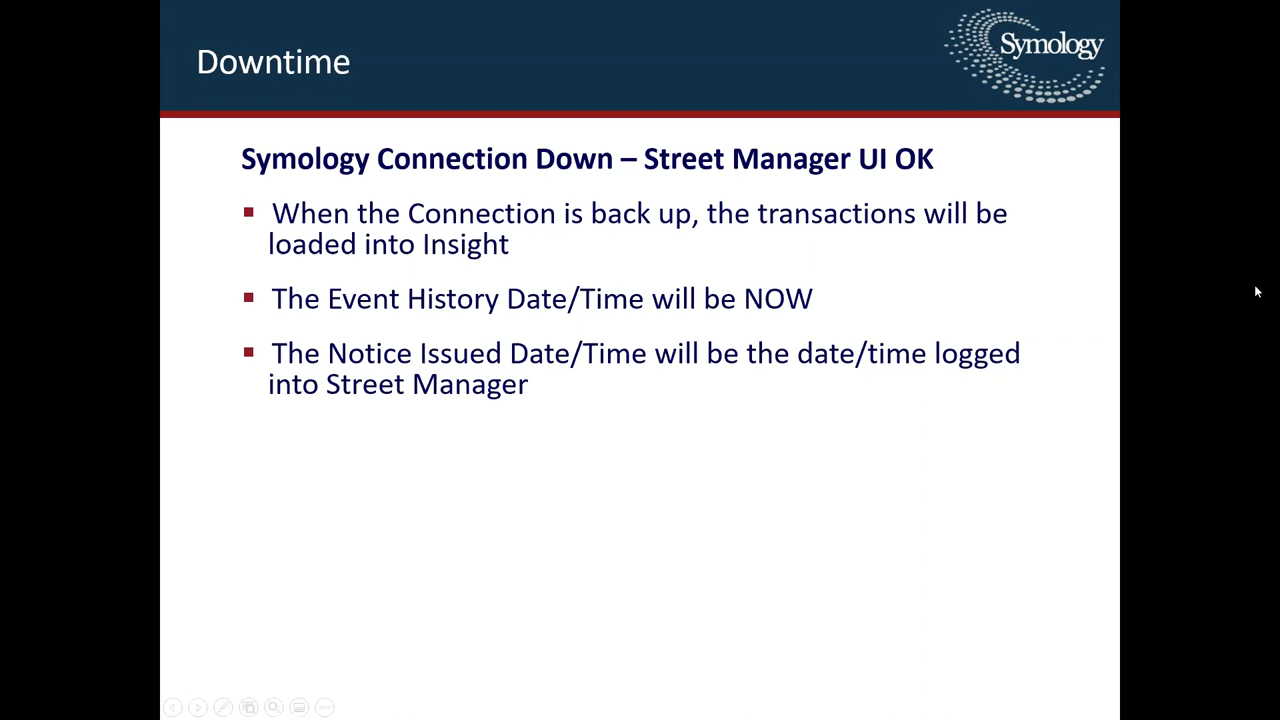 Downtime
Symology
Symology Connection Down – Street Manager UI OK
When the Connection is back up, the transactions will be
loaded into Insight
The Event History Date/Time will be NOW
The Notice Issued Date/Time will be the date/time logged
into Street Manager